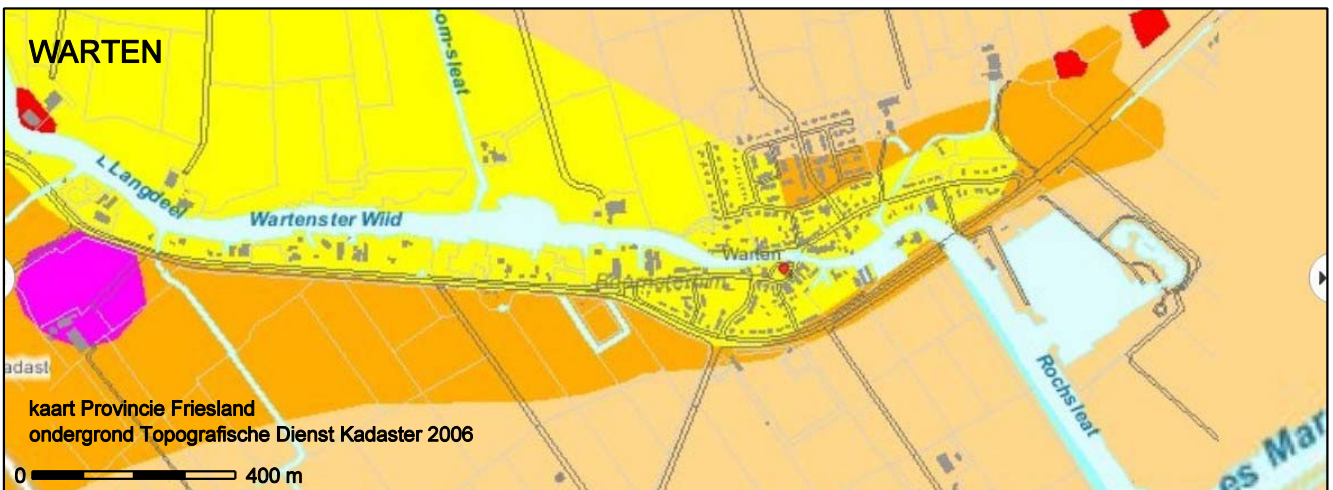 WARTEN
om-sleat
Langdeel
Wartenster Wiid
Warten
adast
Rochsleat
es Mar
kaart Provincie Friesland
ondergrond Topografische Dienst Kadaster 2006
0 400 m